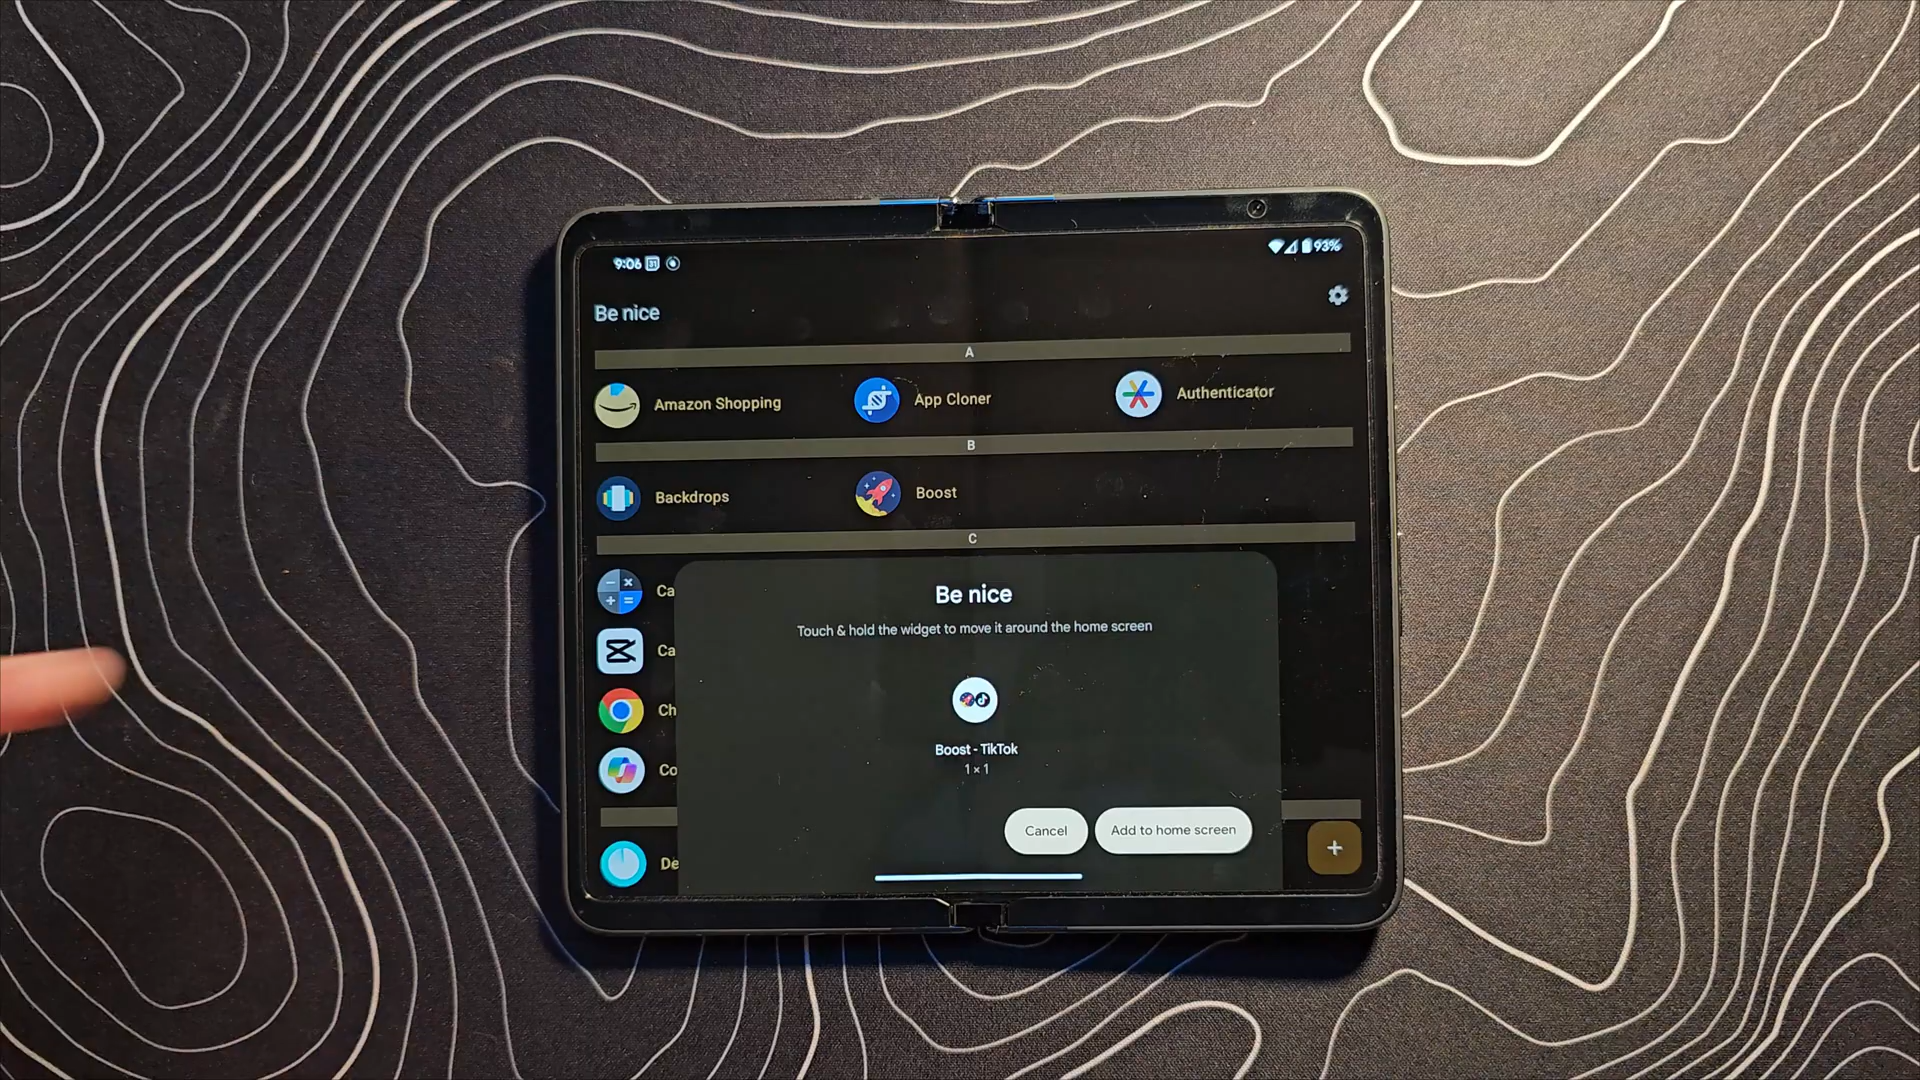 9:06 31 93%
Be nice
A
Amazon Shopping App Cloner Authenticator
B
Backdrops Boost
C
Ca
Ca
Ch
Co
De
Be nice
Touch & hold the widget to move it around the home screen
Boost - TikTok
1 × 1
Cancel Add to home screen